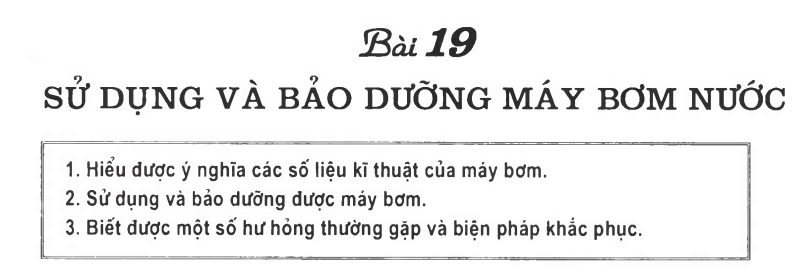 Bài 19
SỬ DỤNG VÀ BẢO DƯỠNG MÁY BƠM NƯỚC
1. Hiểu được ý nghĩa các số liệu kĩ thuật của máy bơm.
2. Sử dụng và bảo dưỡng được máy bơm.
3. Biết được một số hư hỏng thường gặp và biện pháp khắc phục.